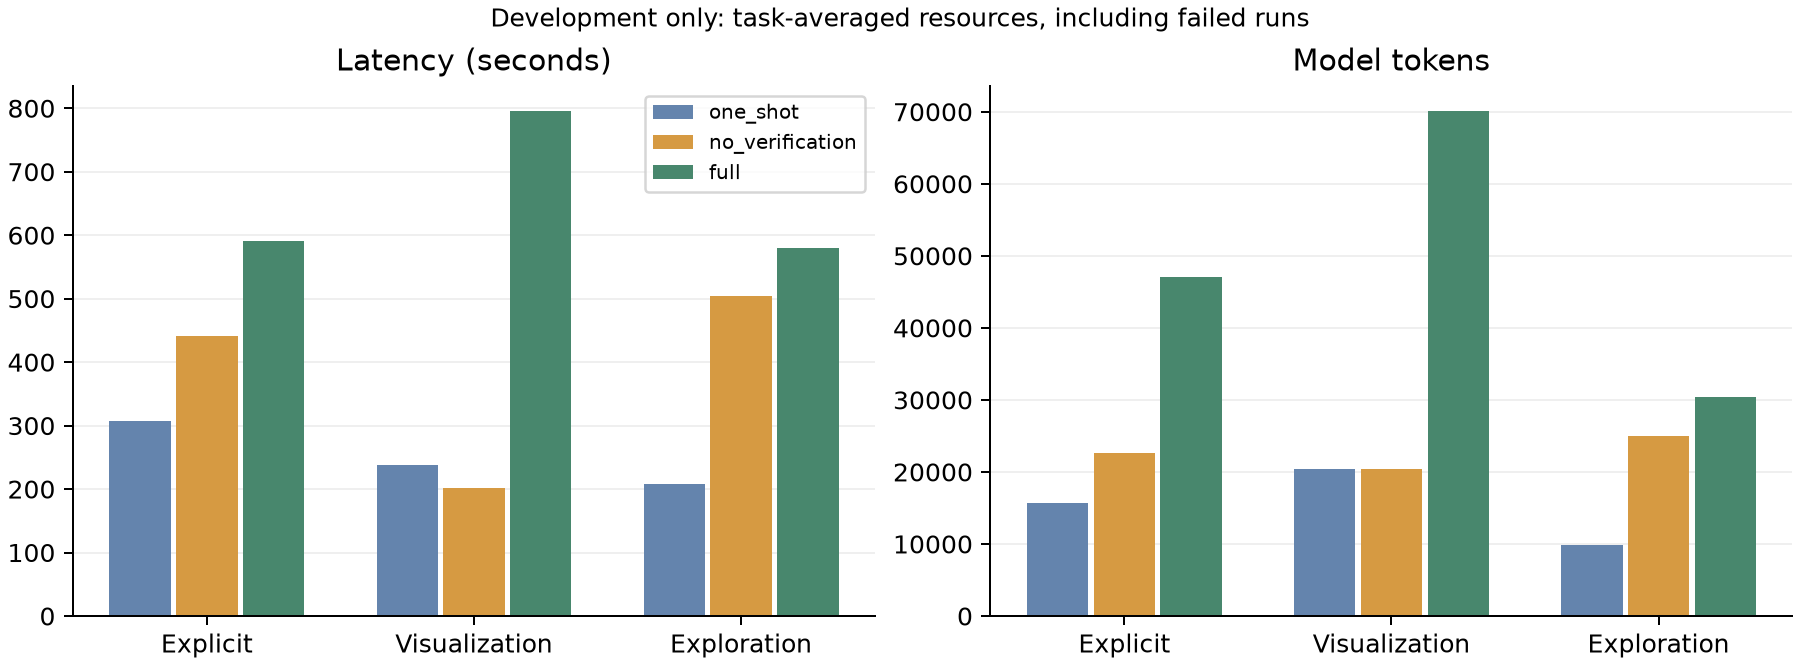 Development only: task-averaged resources, including failed runs
Latency (seconds)
800
700
600
500
400
300
200
100
0
one_shot
no_verification
full
Explicit
Visualization
Exploration
Model tokens
70000
60000
50000
40000
30000
20000
10000
0
Explicit
Visualization
Exploration